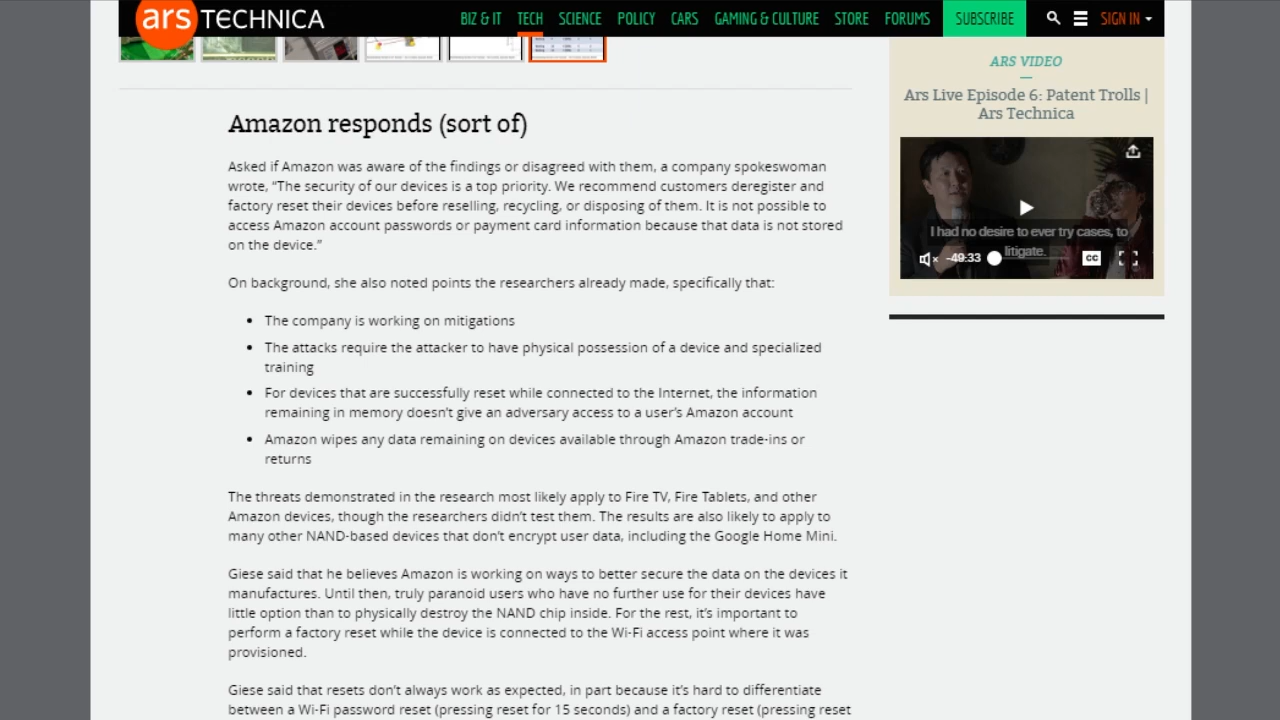 ars TECHNICA
BIZ & IT TECH SCIENCE POLICY CARS GAMING & CULTURE STORE FORUMS SUBSCRIBE SIGN IN
Amazon responds (sort of)
Asked if Amazon was aware of the findings or disagreed with them, a company spokeswoman
wrote, “The security of our devices is a top priority. We recommend customers deregister and
factory reset their devices before reselling, recycling, or disposing of them. It is not possible to
access Amazon account passwords or payment card information because that data is not stored
on the device.”
On background, she also noted points the researchers already made, specifically that:
• The company is working on mitigations
• The attacks require the attacker to have physical possession of a device and specialized
training
• For devices that are successfully reset while connected to the Internet, the information
remaining in memory doesn’t give an adversary access to a user’s Amazon account
• Amazon wipes any data remaining on devices available through Amazon trade-ins or
returns
The threats demonstrated in the research most likely apply to Fire TV, Fire Tablets, and other
Amazon devices, though the researchers didn’t test them. The results are also likely to apply to
many other NAND-based devices that don’t encrypt user data, including the Google Home Mini.
Giese said that he believes Amazon is working on ways to better secure the data on the devices it
manufactures. Until then, truly paranoid users who have no further use for their devices have
little option than to physically destroy the NAND chip inside. For the rest, it’s important to
perform a factory reset while the device is connected to the Wi-Fi access point where it was
provisioned.
Giese said that resets don’t always work as expected, in part because it’s hard to differentiate
between a Wi-Fi password reset (pressing reset for 15 seconds) and a factory reset (pressing reset
ARS VIDEO
Ars Live Episode 6: Patent Trolls |
Ars Technica
I had no desire to ever try cases, to
litigate.
-49:33
CC